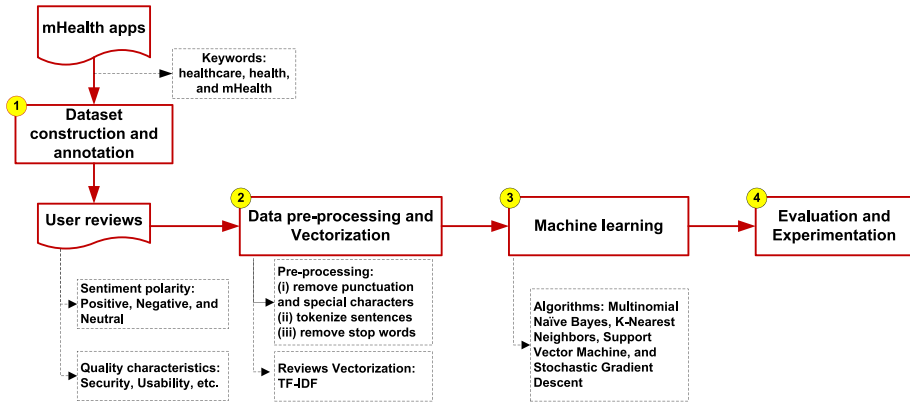 mHealth apps
Keywords:
healthcare, health,
and mHealth
1
Dataset
construction and
annotation
User reviews
2
Data pre-processing and
Vectorization
3
Machine learning
4
Evaluation and
Experimentation
Sentiment polarity:
Positive, Negative, and
Neutral
Quality characteristics:
Security, Usability, etc.
Pre-processing:
(i) remove punctuation
and special characters
(ii) tokenize sentences
(iii) remove stop words
Reviews Vectorization:
TF-IDF
Algorithms: Multinomial
Naïve Bayes, K-Nearest
Neighbors, Support
Vector Machine, and
Stochastic Gradient
Descent